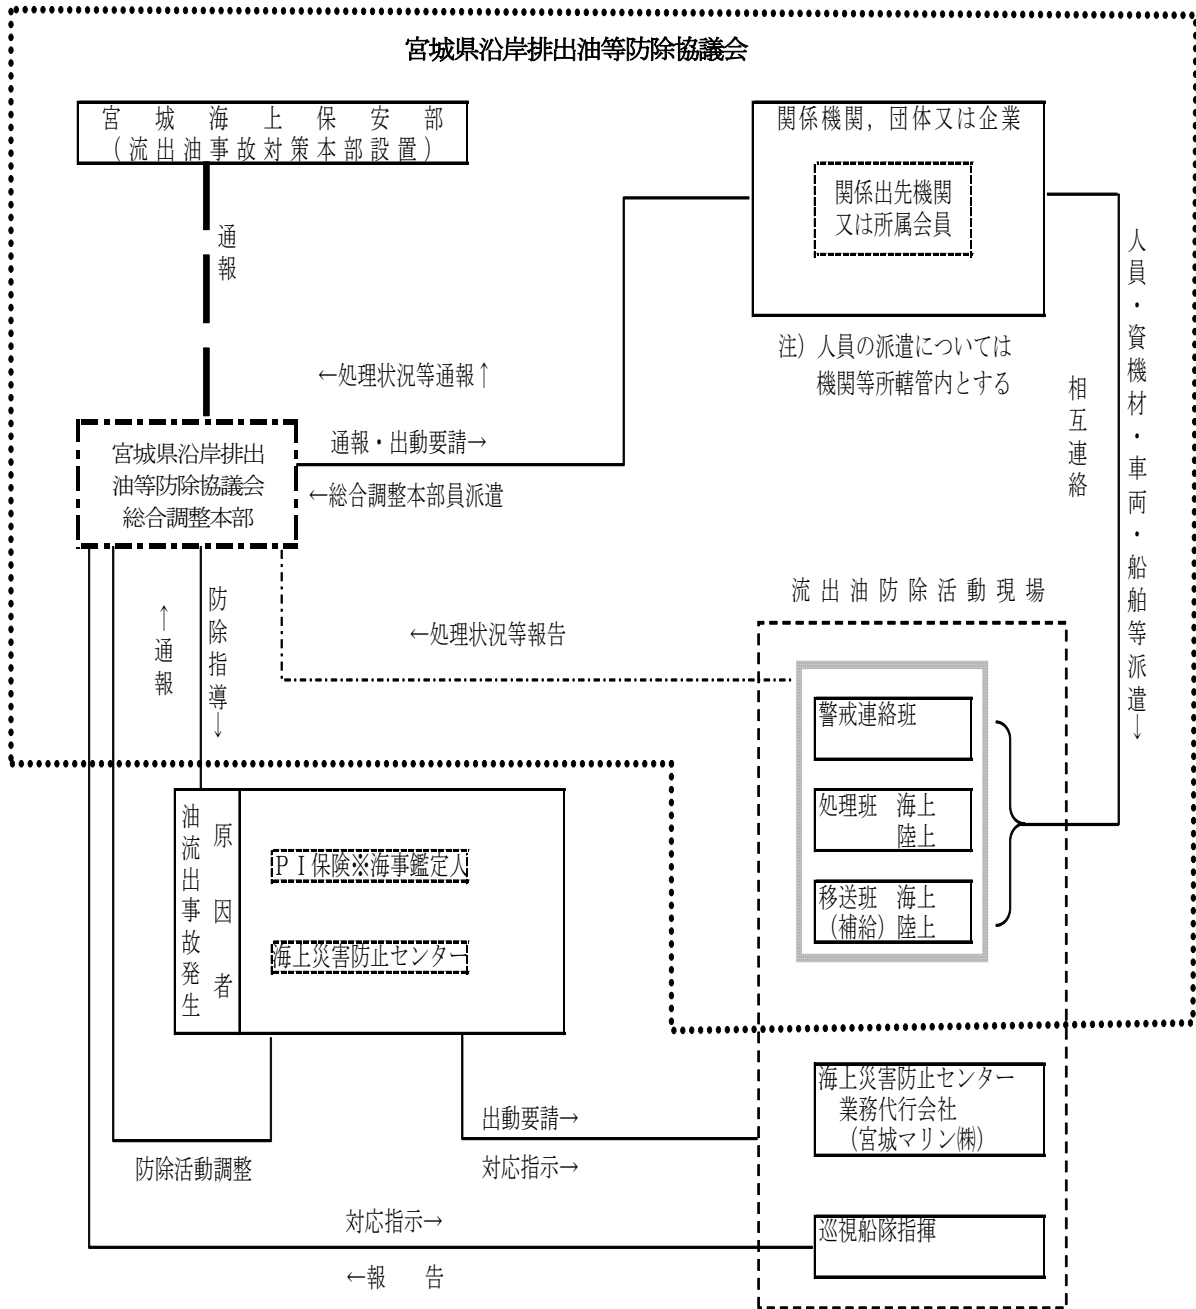 宮城県沿岸排出油等防除協議会
宮城海上保安部
（流出油事故対策本部設置）
関係機関，団体又は企業
関係出先機関
又は所属会員
通報
人員・資機材・車両・船舶等派遣→
注）人員の派遣については
機関等所轄管内とする
相互連絡
←処理状況等通報↑
通報・出動要請→
←総合調整本部員派遣
宮城県沿岸排出
油等防除協議会
総合調整本部
流出油防除活動現場
←処理状況等報告
←通報
防除指導→
警戒連絡班
処理班　海上
陸上
移送班　海上
（補給）陸上
油流出事故発生
原因者
ＰＩ保険※海事鑑定人
海上災害防止センター
海上災害防止センター
業務代行会社
（宮城マリン㈱）
出動要請→
対応指示→
防除活動調整
対応指示→
巡視船隊指揮
←報　告